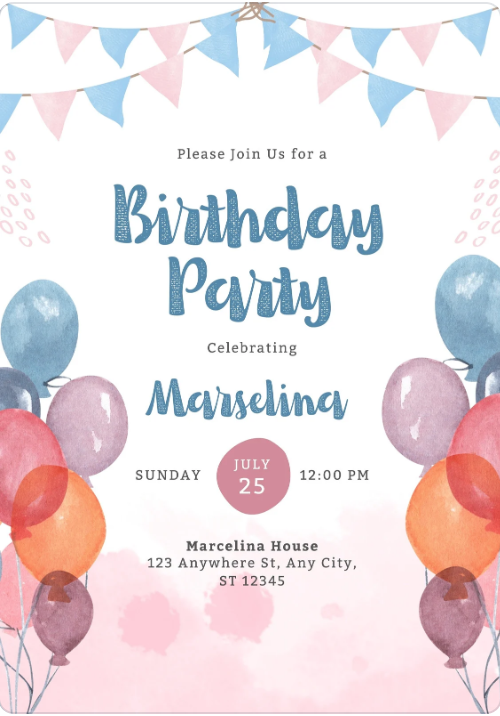 Please Join Us for a
Birthday
Party
Celebrating
Marselina
SUNDAY
JULY
25
12:00 PM
Marcelina House
123 Anywhere St, Any City,
ST 12345